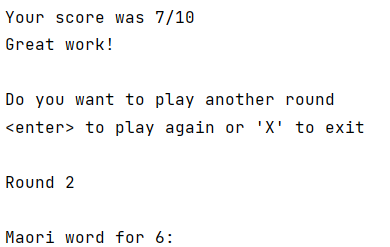 Your score was 7/10
Great work!
Do you want to play another round
<enter> to play again or 'X' to exit
Round 2
Maori word for 6: